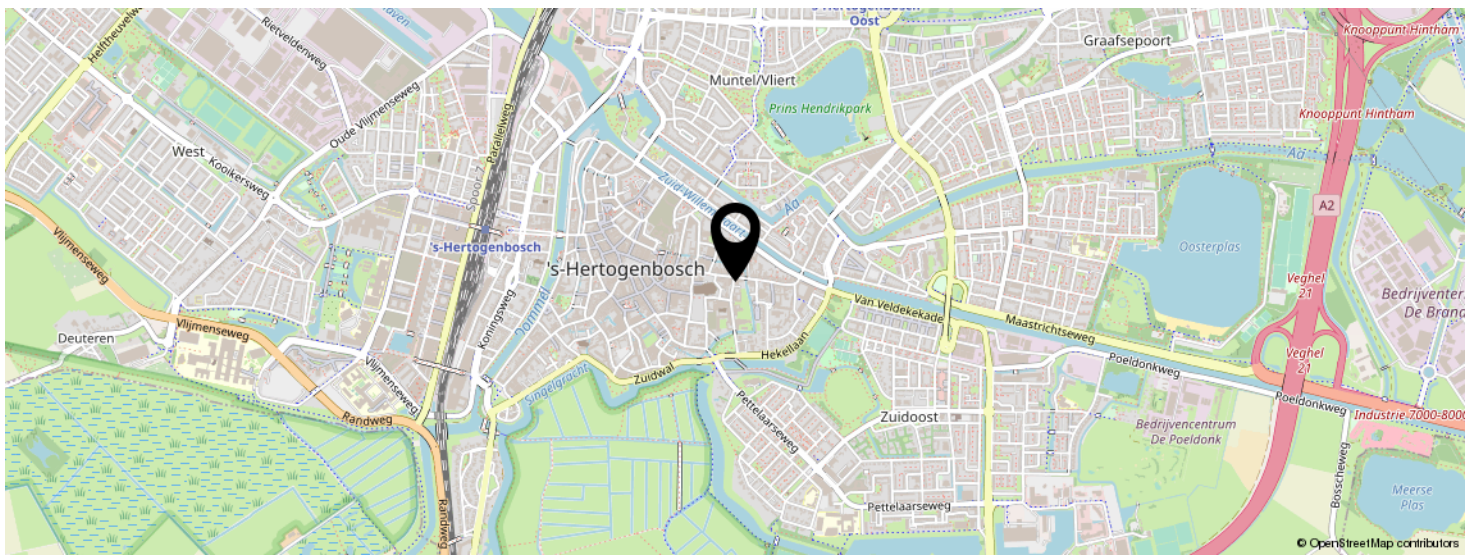 's-Hertogenbosch
Oost
Knooppunt Hintham
Helftheuvelweg
Rietveldenweg
Graafsepoort
Muntel/Vliert
Oude Vlijmenseweg
Parallelweg
Prins Hendrikpark
Knooppunt Hintham
West
Kooikersweg
Aa
Spoor 7
Zuid-Willemsvaart
Aa
A2
Vlijmenseweg
's-Hertogenbosch
Oosterplas
's-Hertogenbosch
Veghel
21
Dommel
Koningsweg
Van Veldekekade
Maastrichtseweg
Bedrijventer
De Brand
Vlijmenseweg
Deuteren
Hekellaan
Poeldonkweg
Veghel
21
Vlijmenseweg
Zuidwal
Singelgracht
Pettelaarseweg
Poeldonkweg
Randweg
Zuidoost
Industrie 7000-8000
Bedrijvencentrum
De Poeldonk
Bosscheweg
Meerse
Plas
Randweg
Pettelaarseweg
© OpenStreetMap contributors